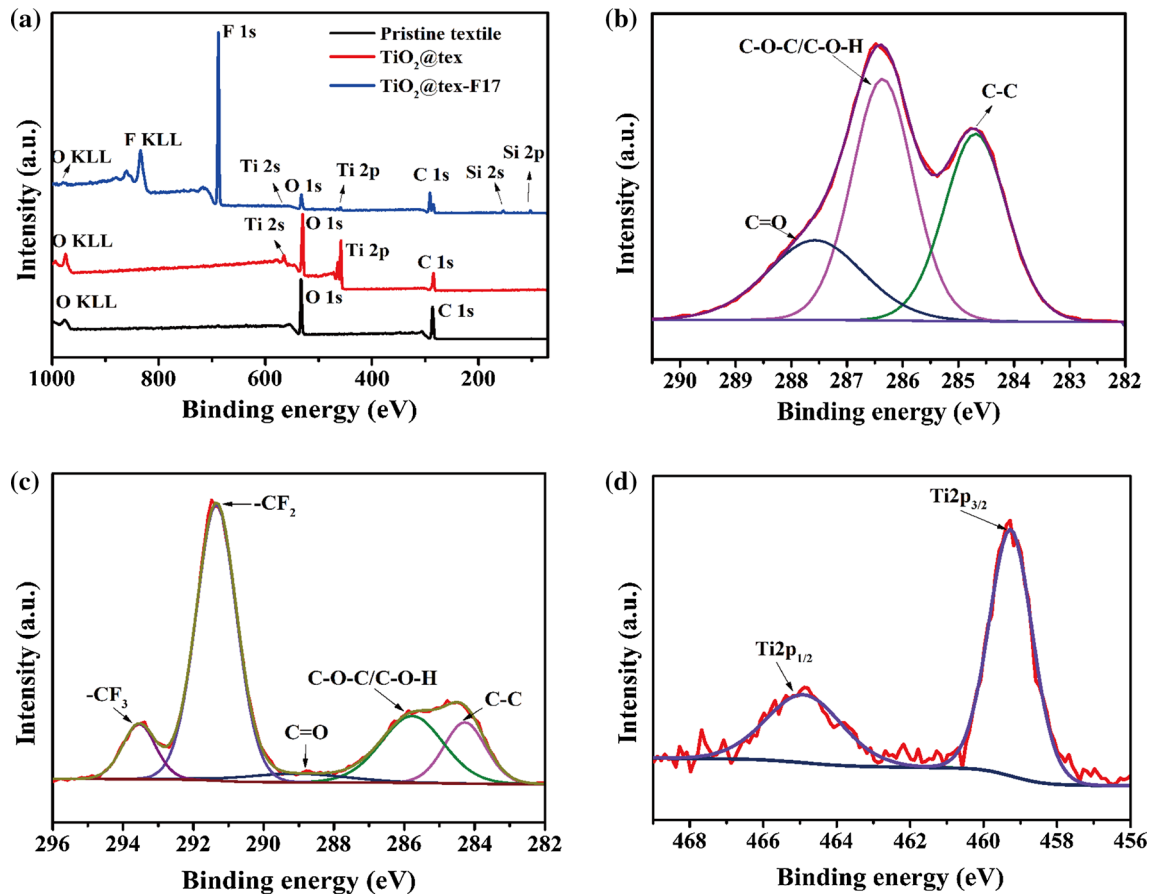 (a)
F 1s
Pristine textile
TiO₂@tex
TiO₂@tex-F17
O KLL
F KLL
Ti 2s
O 1s
Ti 2p
C 1s
Si 2s
Si 2p
O KLL
Ti 2s
O 1s
Ti 2p
C 1s
O KLL
O 1s
C 1s
Intensity (a.u.)
1000 800 600 400 200
Binding energy (eV)
(b)
C-O-C/C-O-H
C-C
C=O
Intensity (a.u.)
290 289 288 287 286 285 284 283 282
Binding energy (eV)
(c)
-CF₂
-CF₃
C=O
C-O-C/C-O-H
C-C
Intensity (a.u.)
296 294 292 290 288 286 284 282
Binding energy (eV)
(d)
Ti2p₃/₂
Ti2p₁/₂
Intensity (a.u.)
468 466 464 462 460 458 456
Binding energy (eV)